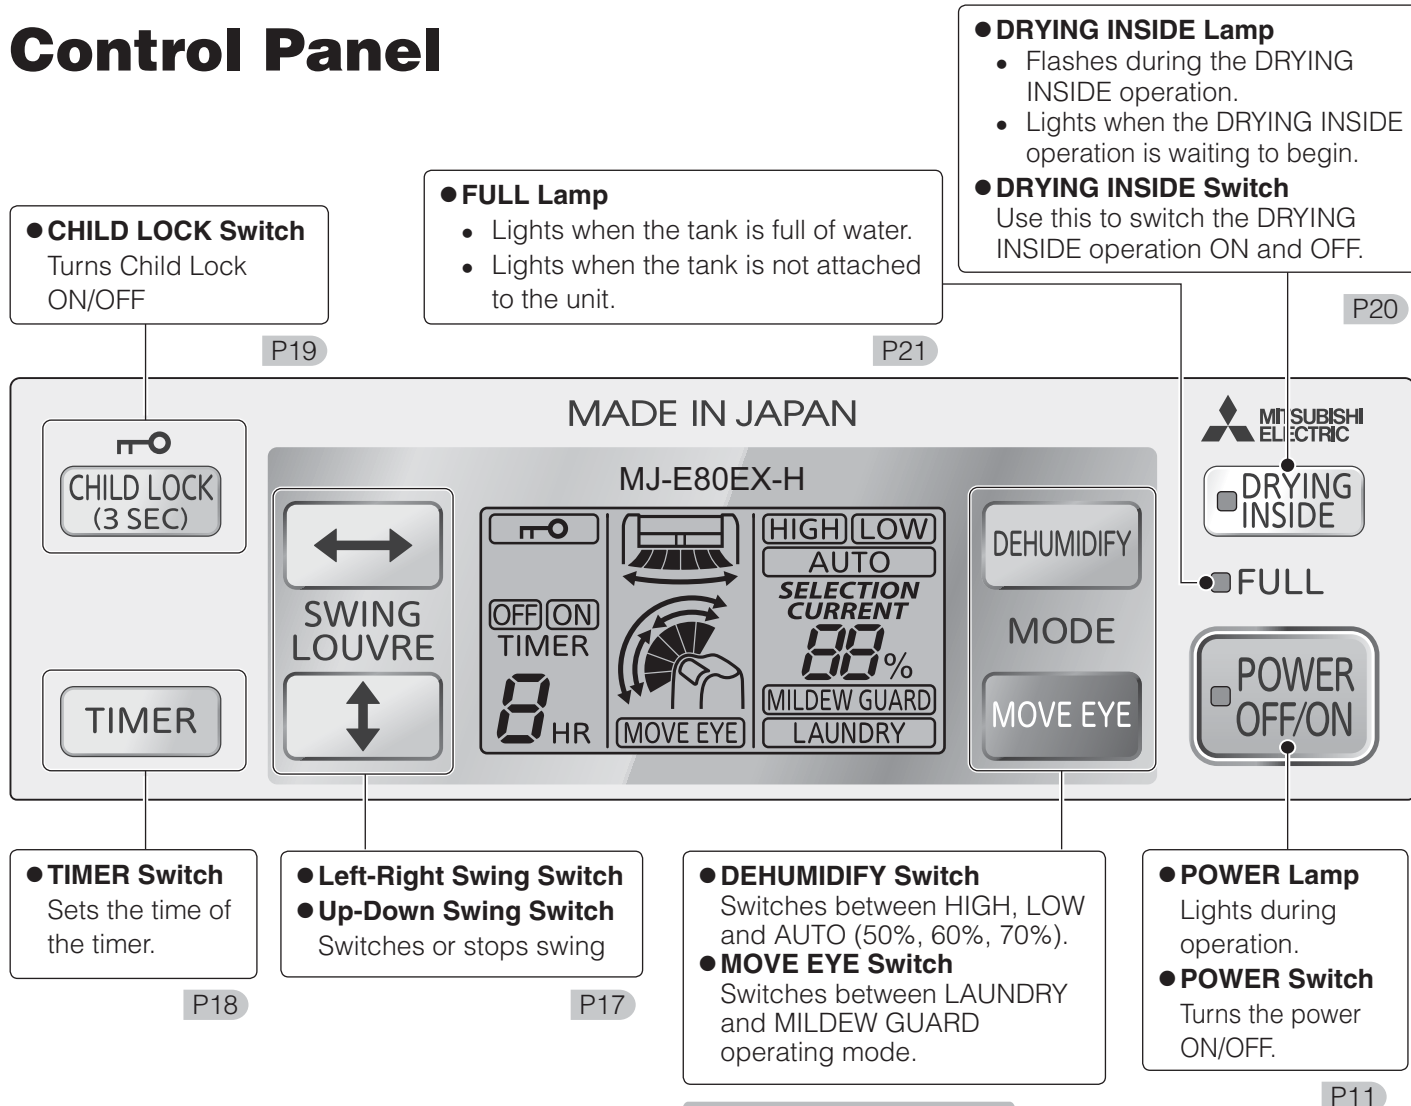 Control Panel
● DRYING INSIDE Lamp
• Flashes during the DRYING
INSIDE operation.
• Lights when the DRYING INSIDE
operation is waiting to begin.
● DRYING INSIDE Switch
Use this to switch the DRYING
INSIDE operation ON and OFF.
P20
● FULL Lamp
• Lights when the tank is full of water.
• Lights when the tank is not attached
to the unit.
P21
● CHILD LOCK Switch
Turns Child Lock
ON/OFF
P19
MADE IN JAPAN
MITSUBISHI
ELECTRIC
CHILD LOCK
(3 SEC)
TIMER
MJ-E80EX-H
SWING
LOUVRE
OFF ON
TIMER
8 HR
MOVE EYE
HIGH LOW
AUTO
SELECTION
CURRENT
88%
MILDEW GUARD
LAUNDRY
DEHUMIDIFY
MODE
MOVE EYE
DRYING
INSIDE
FULL
POWER
OFF/ON
● TIMER Switch
Sets the time of
the timer.
P18
● Left-Right Swing Switch
● Up-Down Swing Switch
Switches or stops swing
P17
● DEHUMIDIFY Switch
Switches between HIGH, LOW
and AUTO (50%, 60%, 70%).
● MOVE EYE Switch
Switches between LAUNDRY
and MILDEW GUARD
operating mode.
● POWER Lamp
Lights during
operation.
● POWER Switch
Turns the power
ON/OFF.
P11